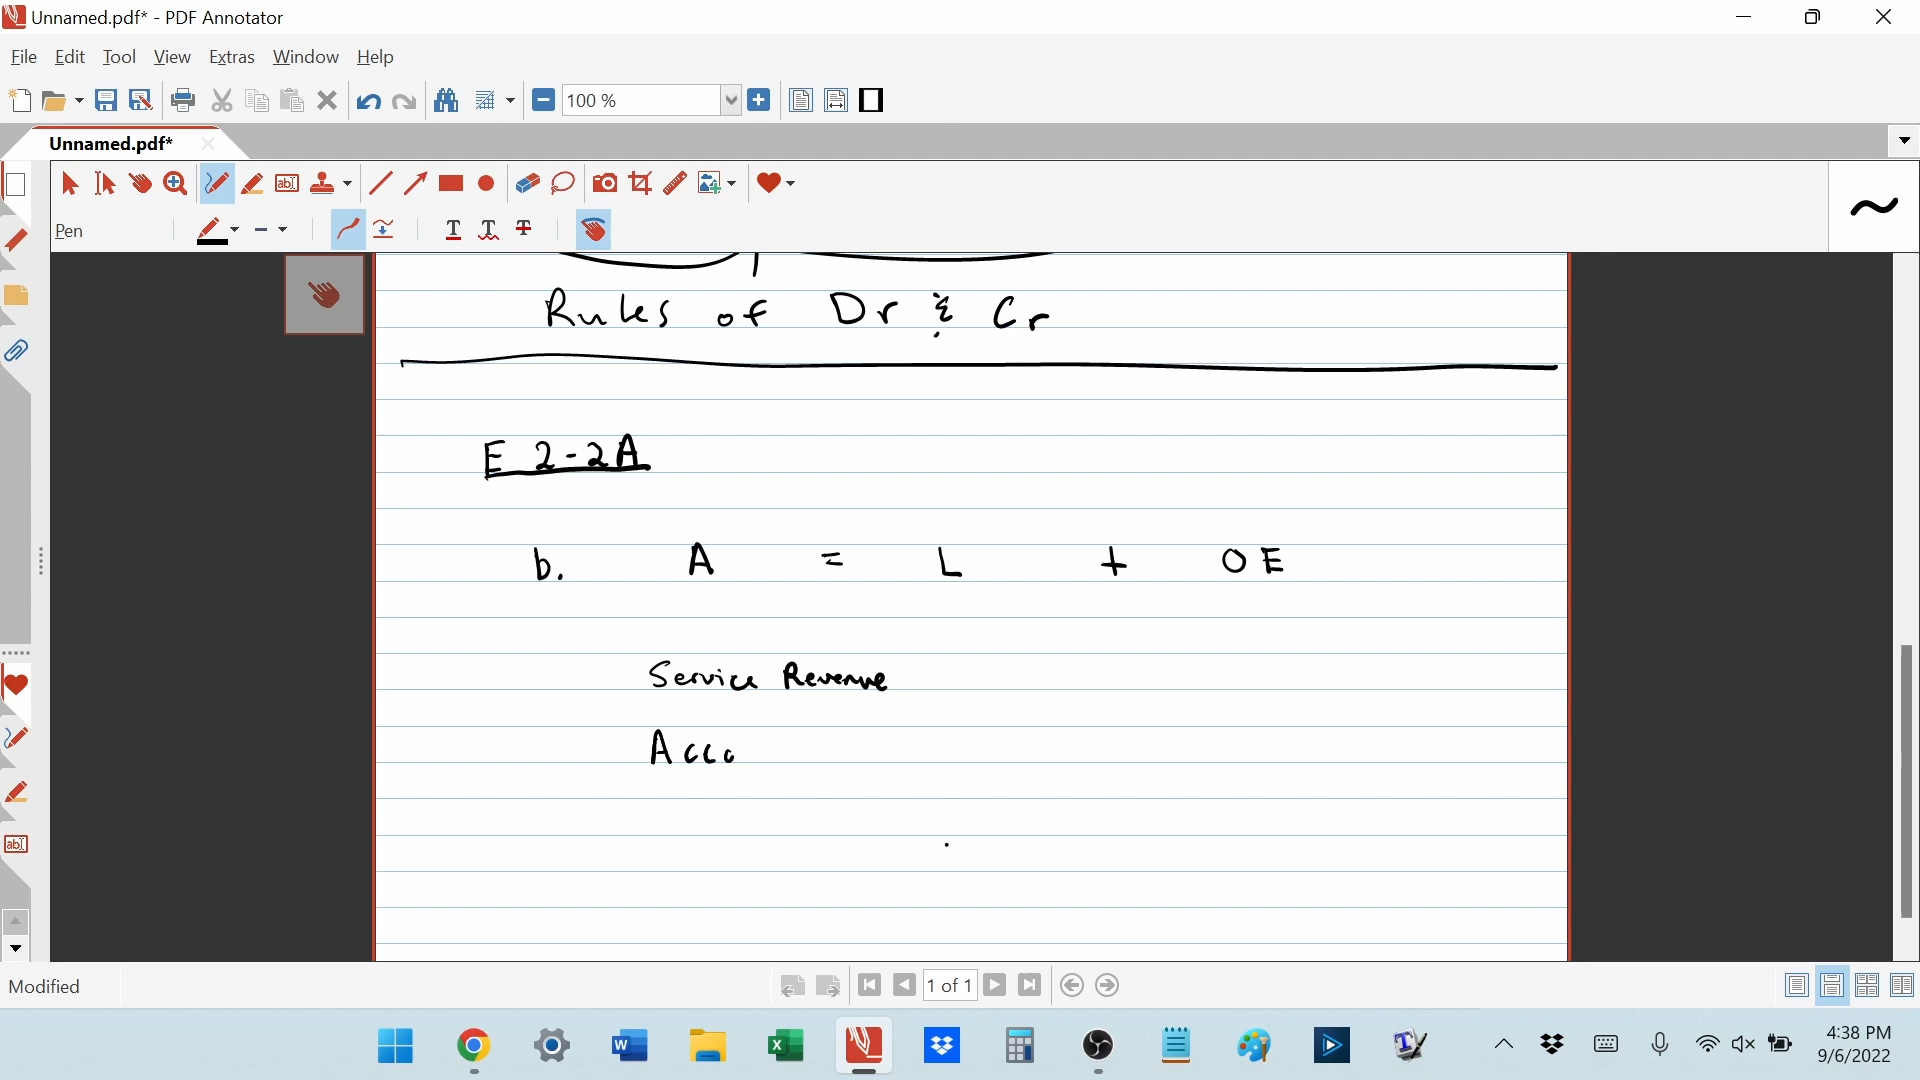 Unnamed.pdf* - PDF Annotator
File Edit Tool View Extras Window Help
100 %
Unnamed.pdf*
Pen
Rules of Dr & Cr
E 2-2A
b. A = L + OE
Service Revenue
Acco
Modified
1 of 1
4:38 PM
9/6/2022